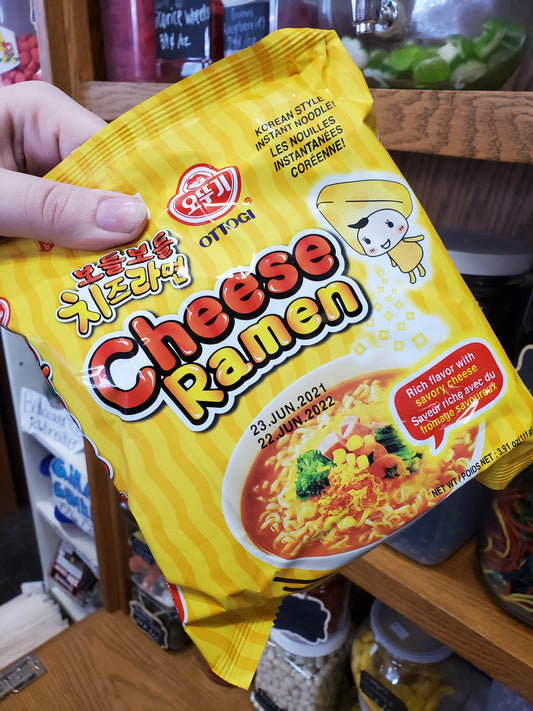 KOREAN STYLE
INSTANT NOODLE!
LES NOUILLES
INSTANTANÉES
CORÉENNE!
오뚜기
OTTOGI
보들보들
치즈라면
Cheese
Ramen
23.JUN.2021
22.JUN.2022
Rich flavor with
savory cheese
Saveur riche avec du
fromage savoureux
NET WT/POIDS NET : 3.91 OZ(111